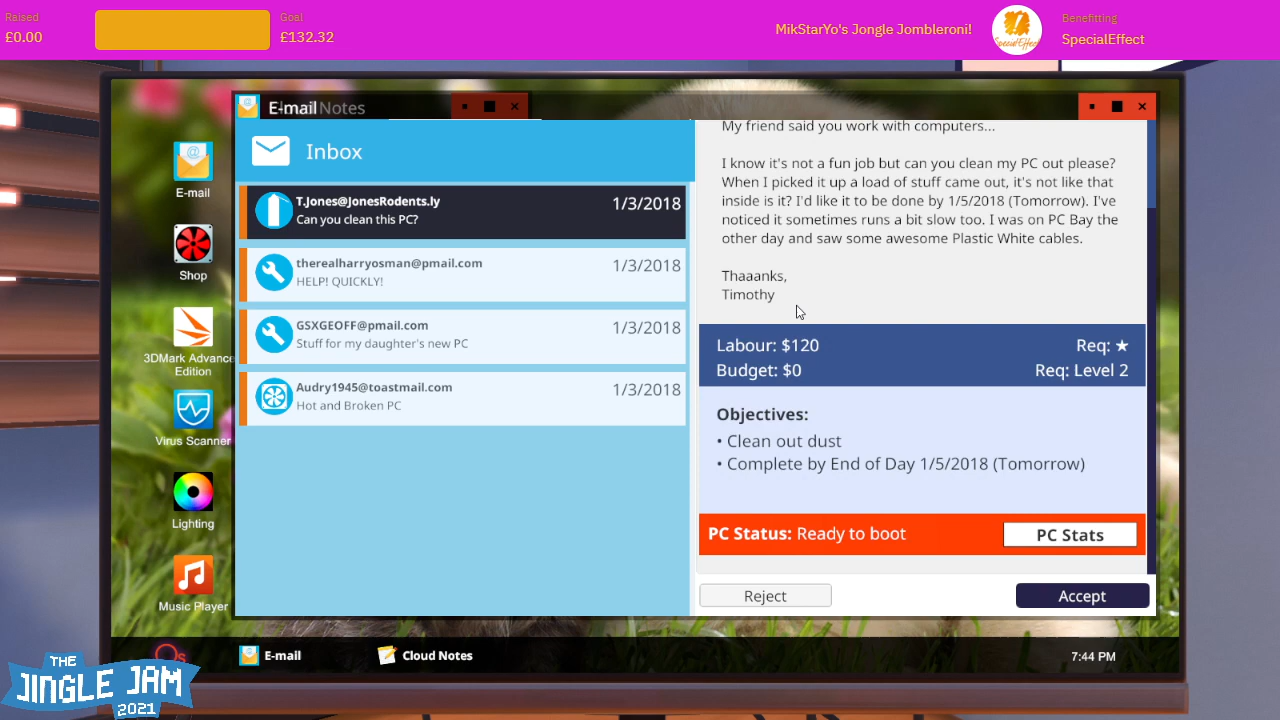 Raised
£0.00
Goal
£132.32
MikStarYo's Jongle Jombleroni!
SpecialEffect
Benefitting
SpecialEffect
E-mail
Notes
Inbox
T.Jones@JonesRodents.ly
Can you clean this PC?
1/3/2018
therealharryosman@pmail.com
HELP! QUICKLY!
1/3/2018
GSXGEOFF@pmail.com
Stuff for my daughter's new PC
1/3/2018
Audry1945@toastmail.com
Hot and Broken PC
1/3/2018
My friend said you work with computers...
I know it's not a fun job but can you clean my PC out please?
When I picked it up a load of stuff came out, it's not like that
inside is it? I'd like it to be done by 1/5/2018 (Tomorrow). I've
noticed it sometimes runs a bit slow too. I was on PC Bay the
other day and saw some awesome Plastic White cables.
Thaaanks,
Timothy
Labour: $120
Req: ★
Budget: $0
Req: Level 2
Objectives:
• Clean out dust
• Complete by End of Day 1/5/2018 (Tomorrow)
PC Status: Ready to boot
PC Stats
Reject
Accept
E-mail
Shop
3DMark Advance
Edition
Virus Scanner
Lighting
Music Player
E-mail
Cloud Notes
7:44 PM
THE
JINGLE JAM
2021